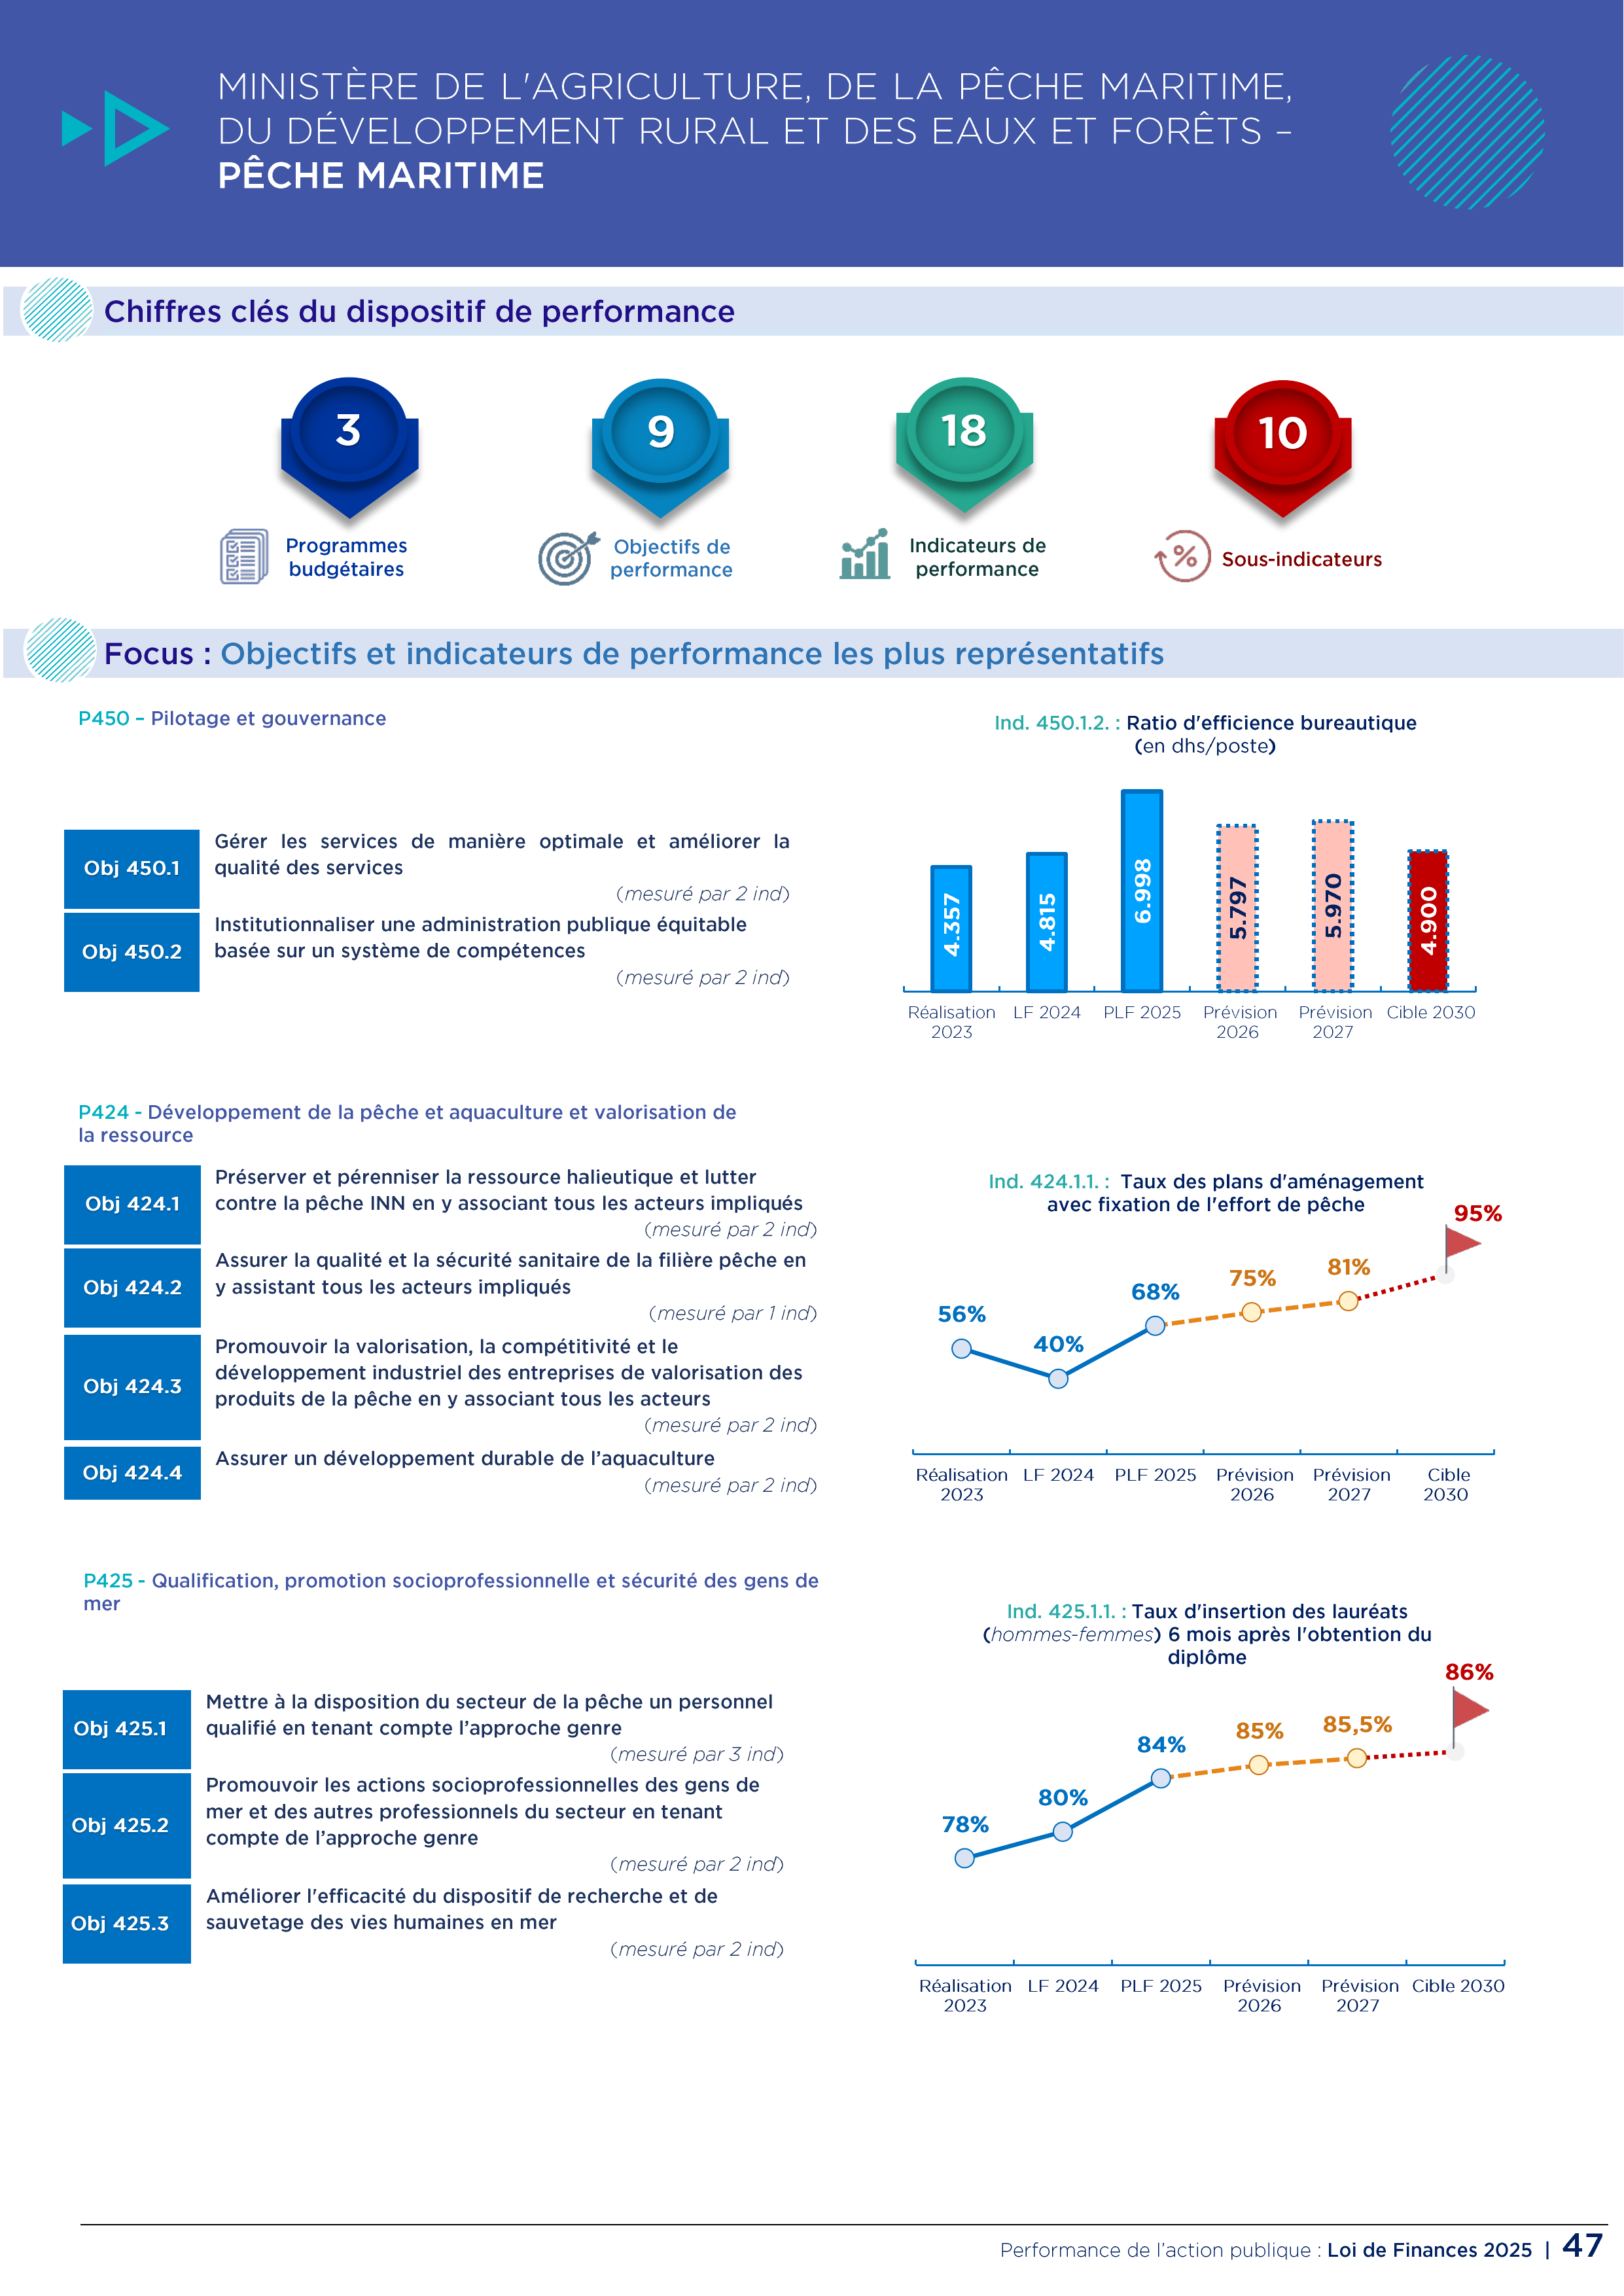 MINISTÈRE DE L'AGRICULTURE, DE LA PÊCHE MARITIME,
DU DÉVELOPPEMENT RURAL ET DES EAUX ET FORÊTS –
PÊCHE MARITIME
Chiffres clés du dispositif de performance
3
9
18
10
Programmes
budgétaires
Objectifs de
performance
Indicateurs de
performance
%
Sous-indicateurs
Focus : Objectifs et indicateurs de performance les plus représentatifs
P450 – Pilotage et gouvernance
Obj 450.1
Gérer les services de manière optimale et améliorer la
qualité des services
(mesuré par 2 ind)
Obj 450.2
Institutionnaliser une administration publique équitable
basée sur un système de compétences
(mesuré par 2 ind)
Ind. 450.1.2. : Ratio d'efficience bureautique
(en dhs/poste)
4.357
4.815
6.998
5.797
5.970
4.900
Réalisation
2023
LF 2024
PLF 2025
Prévision
2026
Prévision
2027
Cible 2030
P424 - Développement de la pêche et aquaculture et valorisation de
la ressource
Obj 424.1
Préserver et pérenniser la ressource halieutique et lutter
contre la pêche INN en y associant tous les acteurs impliqués
(mesuré par 2 ind)
Obj 424.2
Assurer la qualité et la sécurité sanitaire de la filière pêche en
y assistant tous les acteurs impliqués
(mesuré par 1 ind)
Obj 424.3
Promouvoir la valorisation, la compétitivité et le
développement industriel des entreprises de valorisation des
produits de la pêche en y associant tous les acteurs
(mesuré par 2 ind)
Obj 424.4
Assurer un développement durable de l’aquaculture
(mesuré par 2 ind)
Ind. 424.1.1. : Taux des plans d'aménagement
avec fixation de l'effort de pêche
56%
40%
68%
75%
81%
95%
Réalisation
2023
LF 2024
PLF 2025
Prévision
2026
Prévision
2027
Cible
2030
P425 - Qualification, promotion socioprofessionnelle et sécurité des gens de
mer
Obj 425.1
Mettre à la disposition du secteur de la pêche un personnel
qualifié en tenant compte l’approche genre
(mesuré par 3 ind)
Obj 425.2
Promouvoir les actions socioprofessionnelles des gens de
mer et des autres professionnels du secteur en tenant
compte de l’approche genre
(mesuré par 2 ind)
Obj 425.3
Améliorer l'efficacité du dispositif de recherche et de
sauvetage des vies humaines en mer
(mesuré par 2 ind)
Ind. 425.1.1. : Taux d'insertion des lauréats
(hommes-femmes) 6 mois après l'obtention du
diplôme
78%
80%
84%
85%
85,5%
86%
Réalisation
2023
LF 2024
PLF 2025
Prévision
2026
Prévision
2027
Cible 2030
Performance de l’action publique : Loi de Finances 2025 | 47